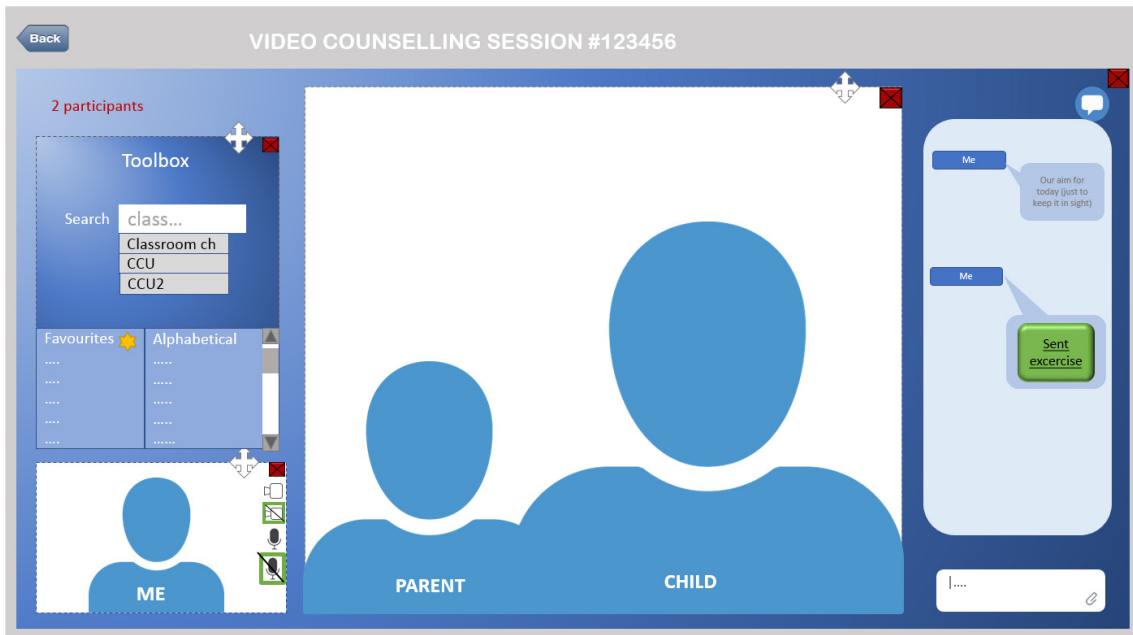 Back
VIDEO COUNSELLING SESSION #123456
2 participants
Toolbox
Search class...
Classroom ch
CCU
CCU2
Favourites
....
....
....
....
....
Alphabetical
.....
.....
.....
.....
......
ME
PARENT
CHILD
Me
Our aim for
today (just to
keep it in sight)
Me
Sent
excercise
|....